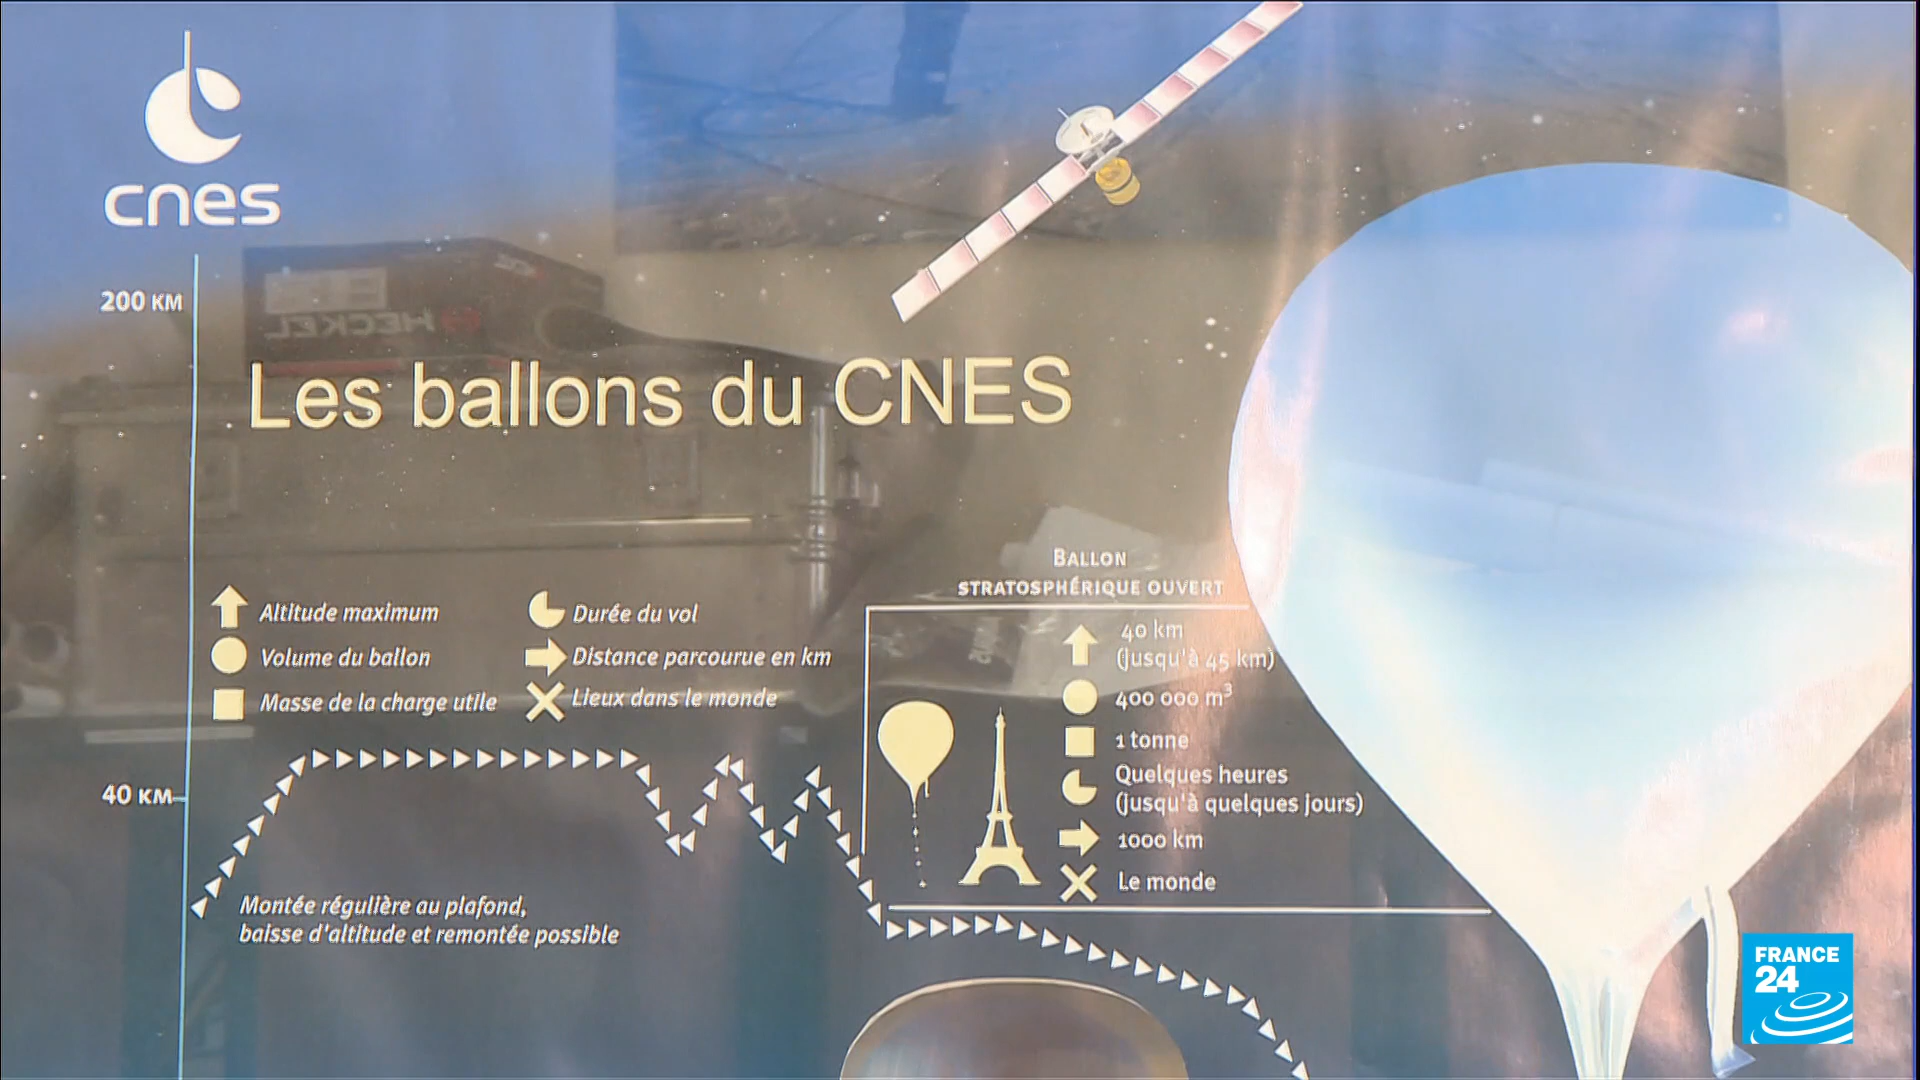 cnes
200 KM
HECKEL
Les ballons du CNES
Altitude maximum
Volume du ballon
Masse de la charge utile
Durée du vol
Distance parcourue en km
Lieux dans le monde
BALLON
STRATOSPHÉRIQUE OUVERT
40 km
(jusqu'à 45 km)
400 000 m³
1 tonne
Quelques heures
(jusqu'à quelques jours)
1000 km
Le monde
40 KM
Montée régulière au plafond,
baisse d'altitude et remontée possible
FRANCE
24